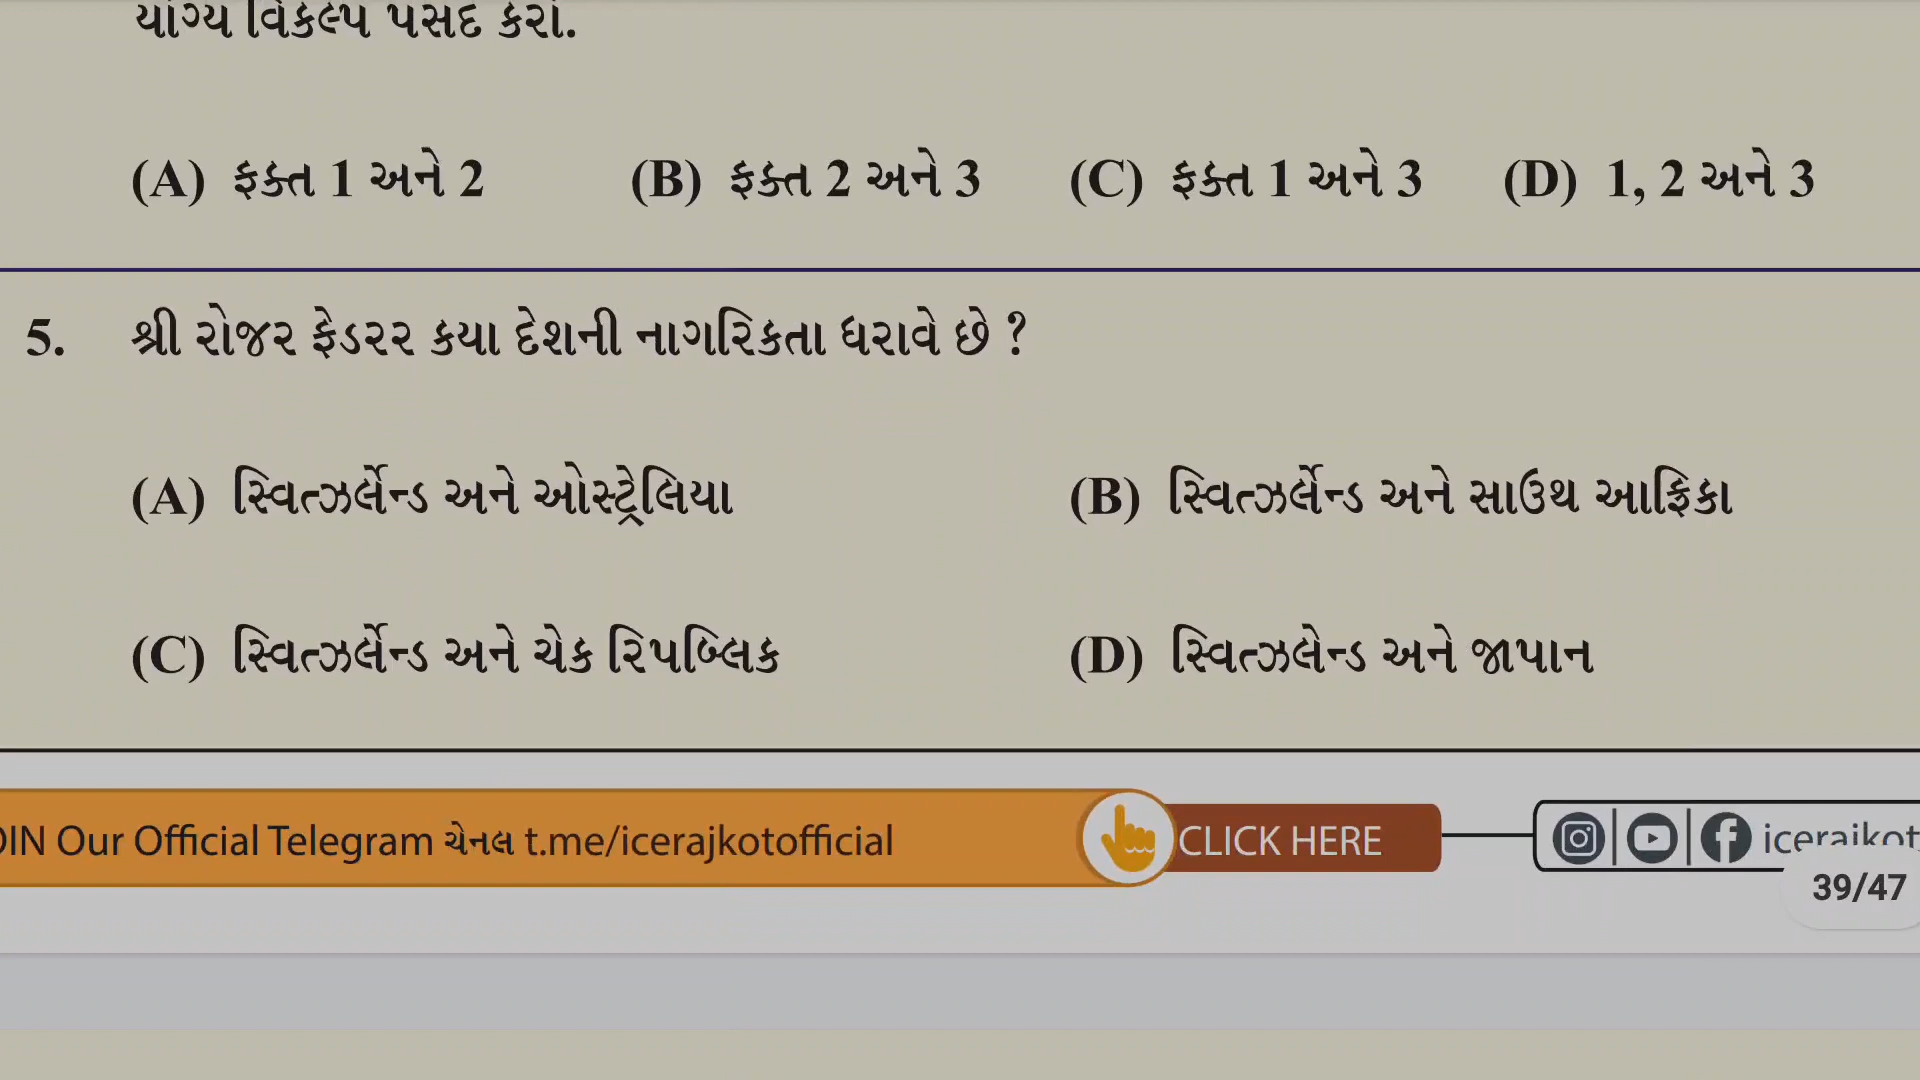 યોગ્ય વિકલ્પ પસંદ કરો.
(A) ફક્ત 1 અને 2 (B) ફક્ત 2 અને 3 (C) ફક્ત 1 અને 3 (D) 1, 2 અને 3
5. શ્રી રોજર ફેડરર કયા દેશની નાગરિકતા ધરાવે છે ?
(A) સ્વિત્ઝર્લેન્ડ અને ઓસ્ટ્રેલિયા (B) સ્વિત્ઝર્લેન્ડ અને સાઉથ આફ્રિકા
(C) સ્વિત્ઝર્લેન્ડ અને ચેક રિપબ્લિક (D) સ્વિત્ઝલેન્ડ અને જાપાન
OIN Our Official Telegram ચેનલ t.me/icerajkotofficial CLICK HERE icerajkot
39/47